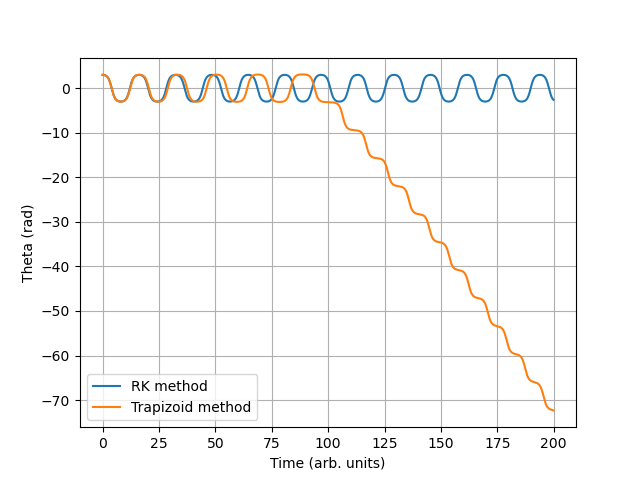 0
−10
−20
−30
−40
−50
−60
−70
Theta (rad)
RK method
Trapizoid method
0 25 50 75 100 125 150 175 200
Time (arb. units)